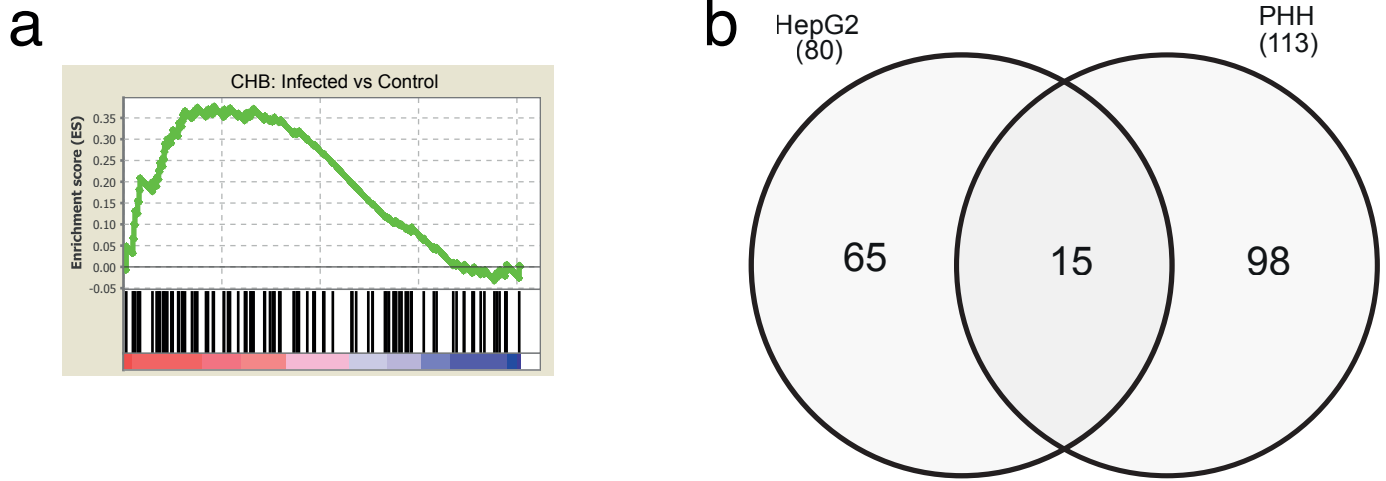 a
CHB: Infected vs Control
Enrichment score (ES)
0.35
0.30
0.25
0.20
0.15
0.10
0.05
0.00
-0.05
b
HepG2
(80)
PHH
(113)
65
15
98